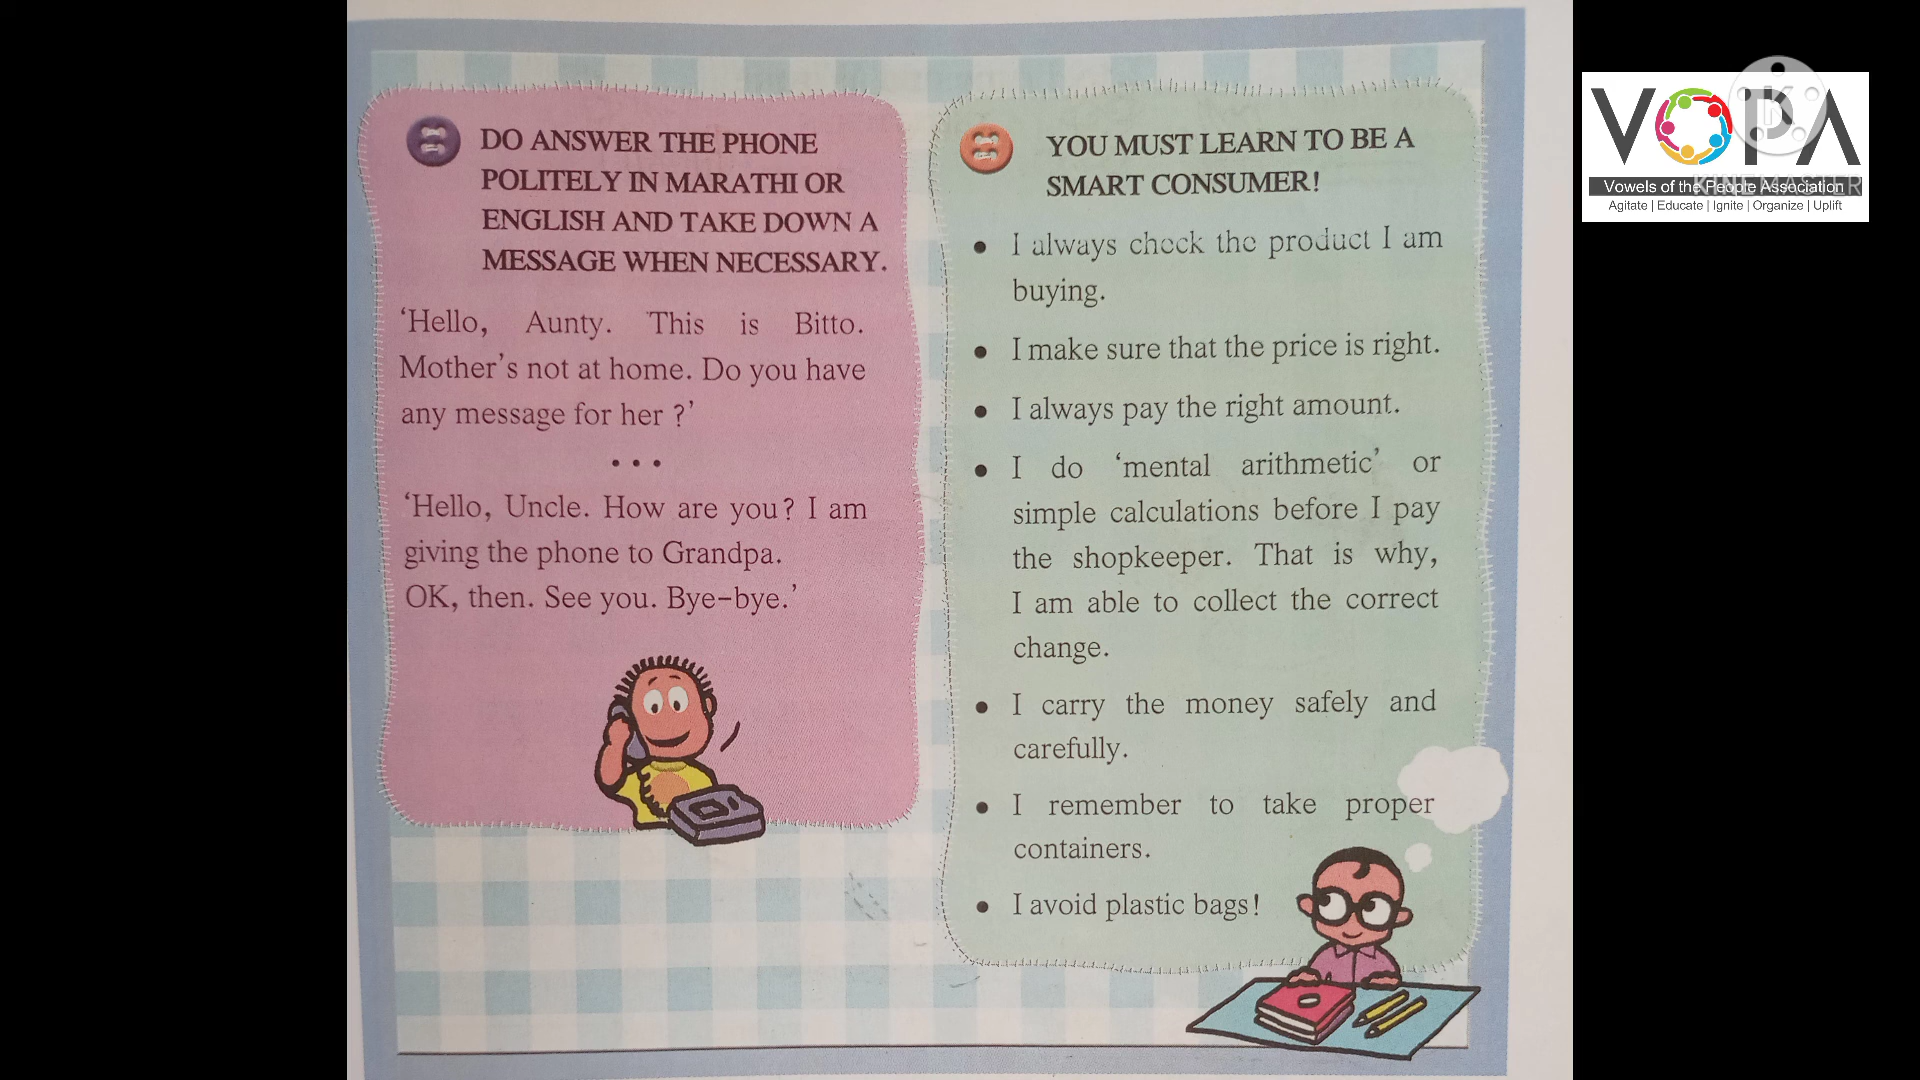 DO ANSWER THE PHONE
POLITELY IN MARATHI OR
ENGLISH AND TAKE DOWN A
MESSAGE WHEN NECESSARY.
‘Hello, Aunty. This is Bitto.
Mother’s not at home. Do you have
any message for her ?’
• • •
‘Hello, Uncle. How are you? I am
giving the phone to Grandpa.
OK, then. See you. Bye-bye.’
YOU MUST LEARN TO BE A
SMART CONSUMER!
• I always check the product I am
buying.
• I make sure that the price is right.
• I always pay the right amount.
• I do ‘mental arithmetic’ or
simple calculations before I pay
the shopkeeper. That is why,
I am able to collect the correct
change.
• I carry the money safely and
carefully.
• I remember to take proper
containers.
• I avoid plastic bags!
VOPA
K
Vowels of the People Association
KINEMASTER
Agitate | Educate | Ignite | Organize | Uplift